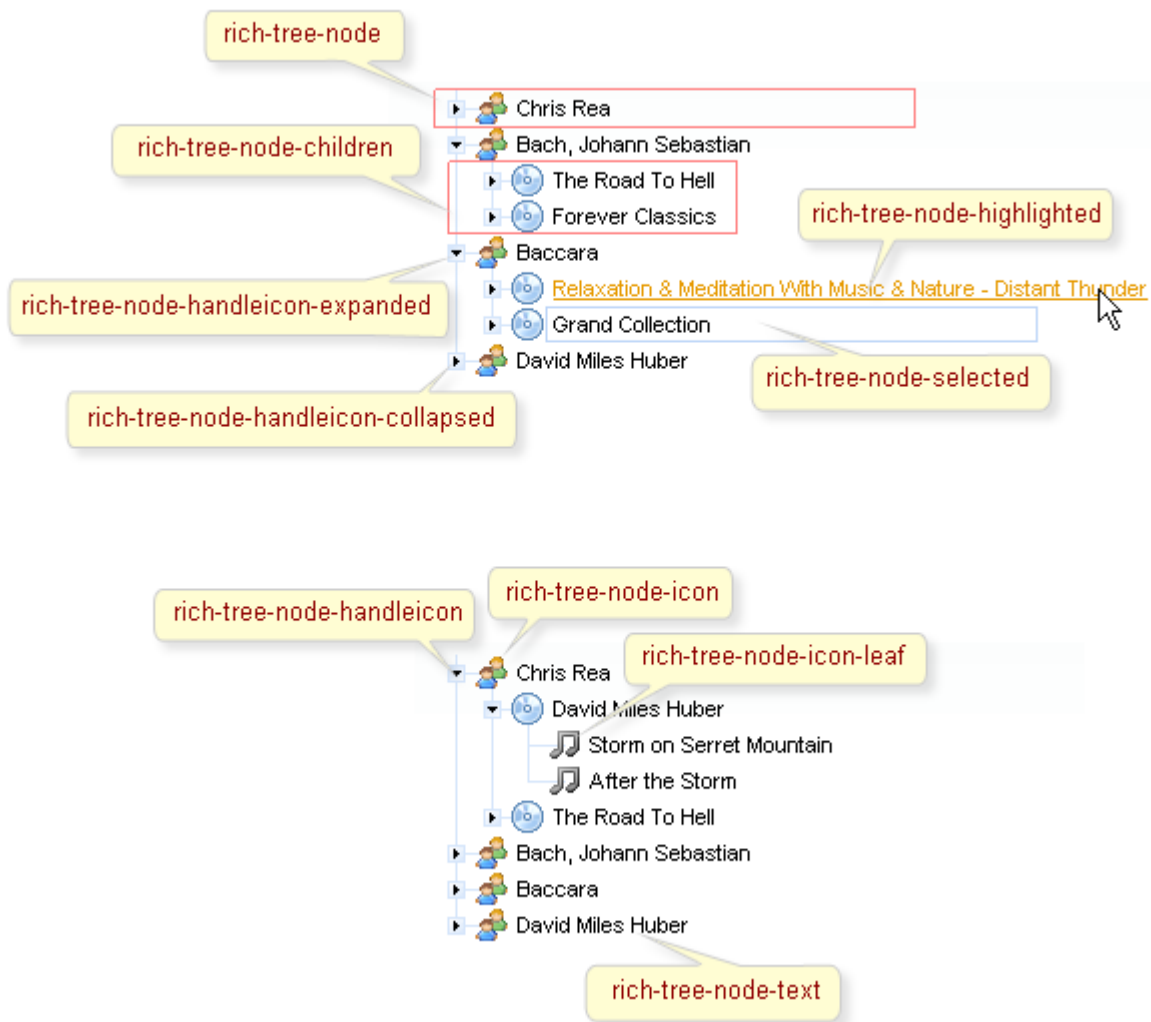 rich-tree-node
Chris Rea
rich-tree-node-children
Bach, Johann Sebastian
The Road To Hell
Forever Classics
rich-tree-node-highlighted
Baccara
rich-tree-node-handleicon-expanded
Relaxation & Meditation With Music & Nature - Distant Thunder
Grand Collection
David Miles Huber
rich-tree-node-selected
rich-tree-node-handleicon-collapsed
rich-tree-node-handleicon
rich-tree-node-icon
rich-tree-node-icon-leaf
Chris Rea
David Miles Huber
Storm on Serret Mountain
After the Storm
The Road To Hell
Bach, Johann Sebastian
Baccara
David Miles Huber
rich-tree-node-text